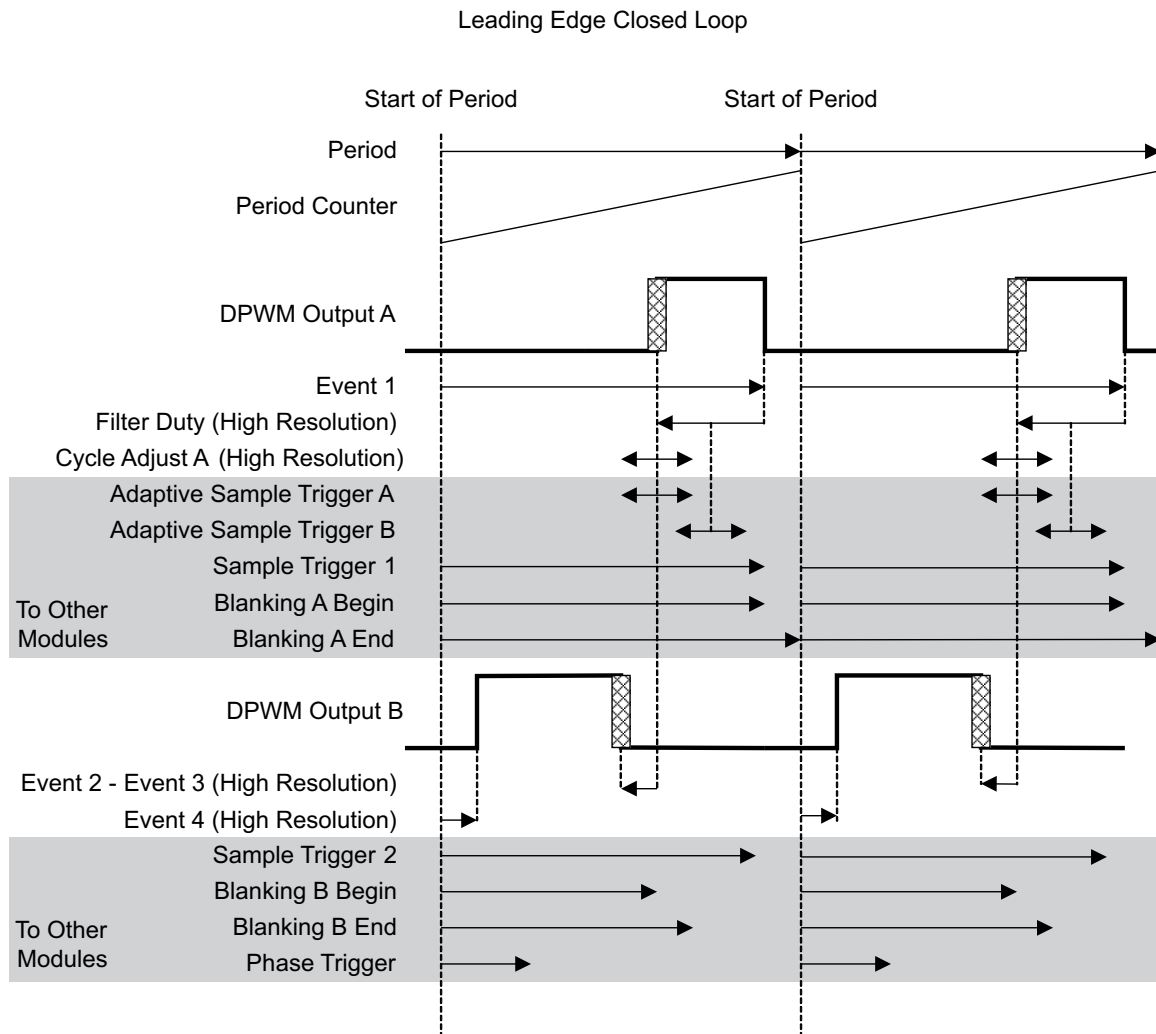 Leading Edge Closed Loop
Start of Period
Start of Period
Period
Period Counter
DPWM Output A
Event 1
Filter Duty (High Resolution)
Cycle Adjust A (High Resolution)
Adaptive Sample Trigger A
Adaptive Sample Trigger B
Sample Trigger 1
Blanking A Begin
To Other
Modules
Blanking A End
DPWM Output B
Event 2 - Event 3 (High Resolution)
Event 4 (High Resolution)
Sample Trigger 2
Blanking B Begin
Blanking B End
To Other
Modules
Phase Trigger